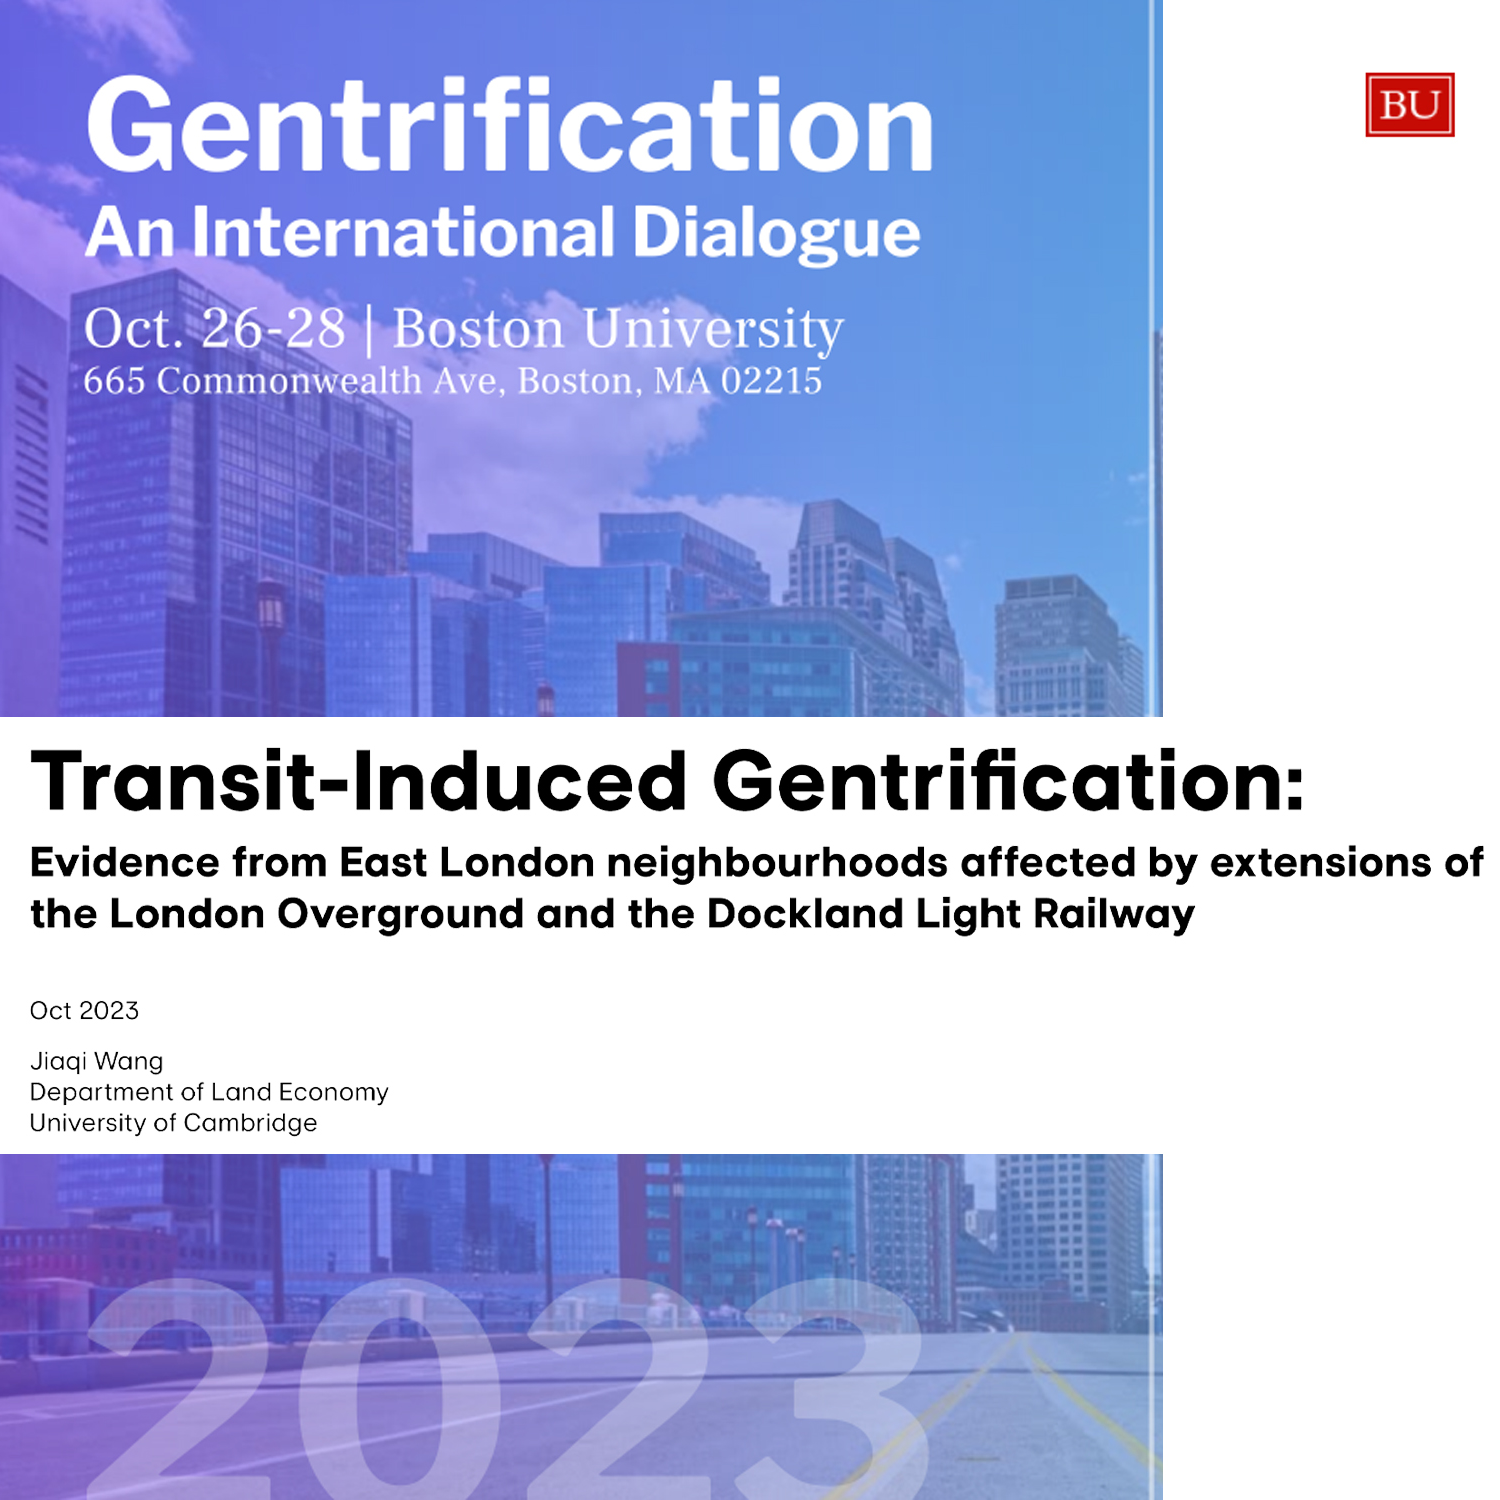 Gentrification
An International Dialogue
Oct. 26-28 | Boston University
665 Commonwealth Ave, Boston, MA 02215
BU
Transit-Induced Gentrification:
Evidence from East London neighbourhoods affected by extensions of
the London Overground and the Dockland Light Railway
Oct 2023
Jiaqi Wang
Department of Land Economy
University of Cambridge
2023